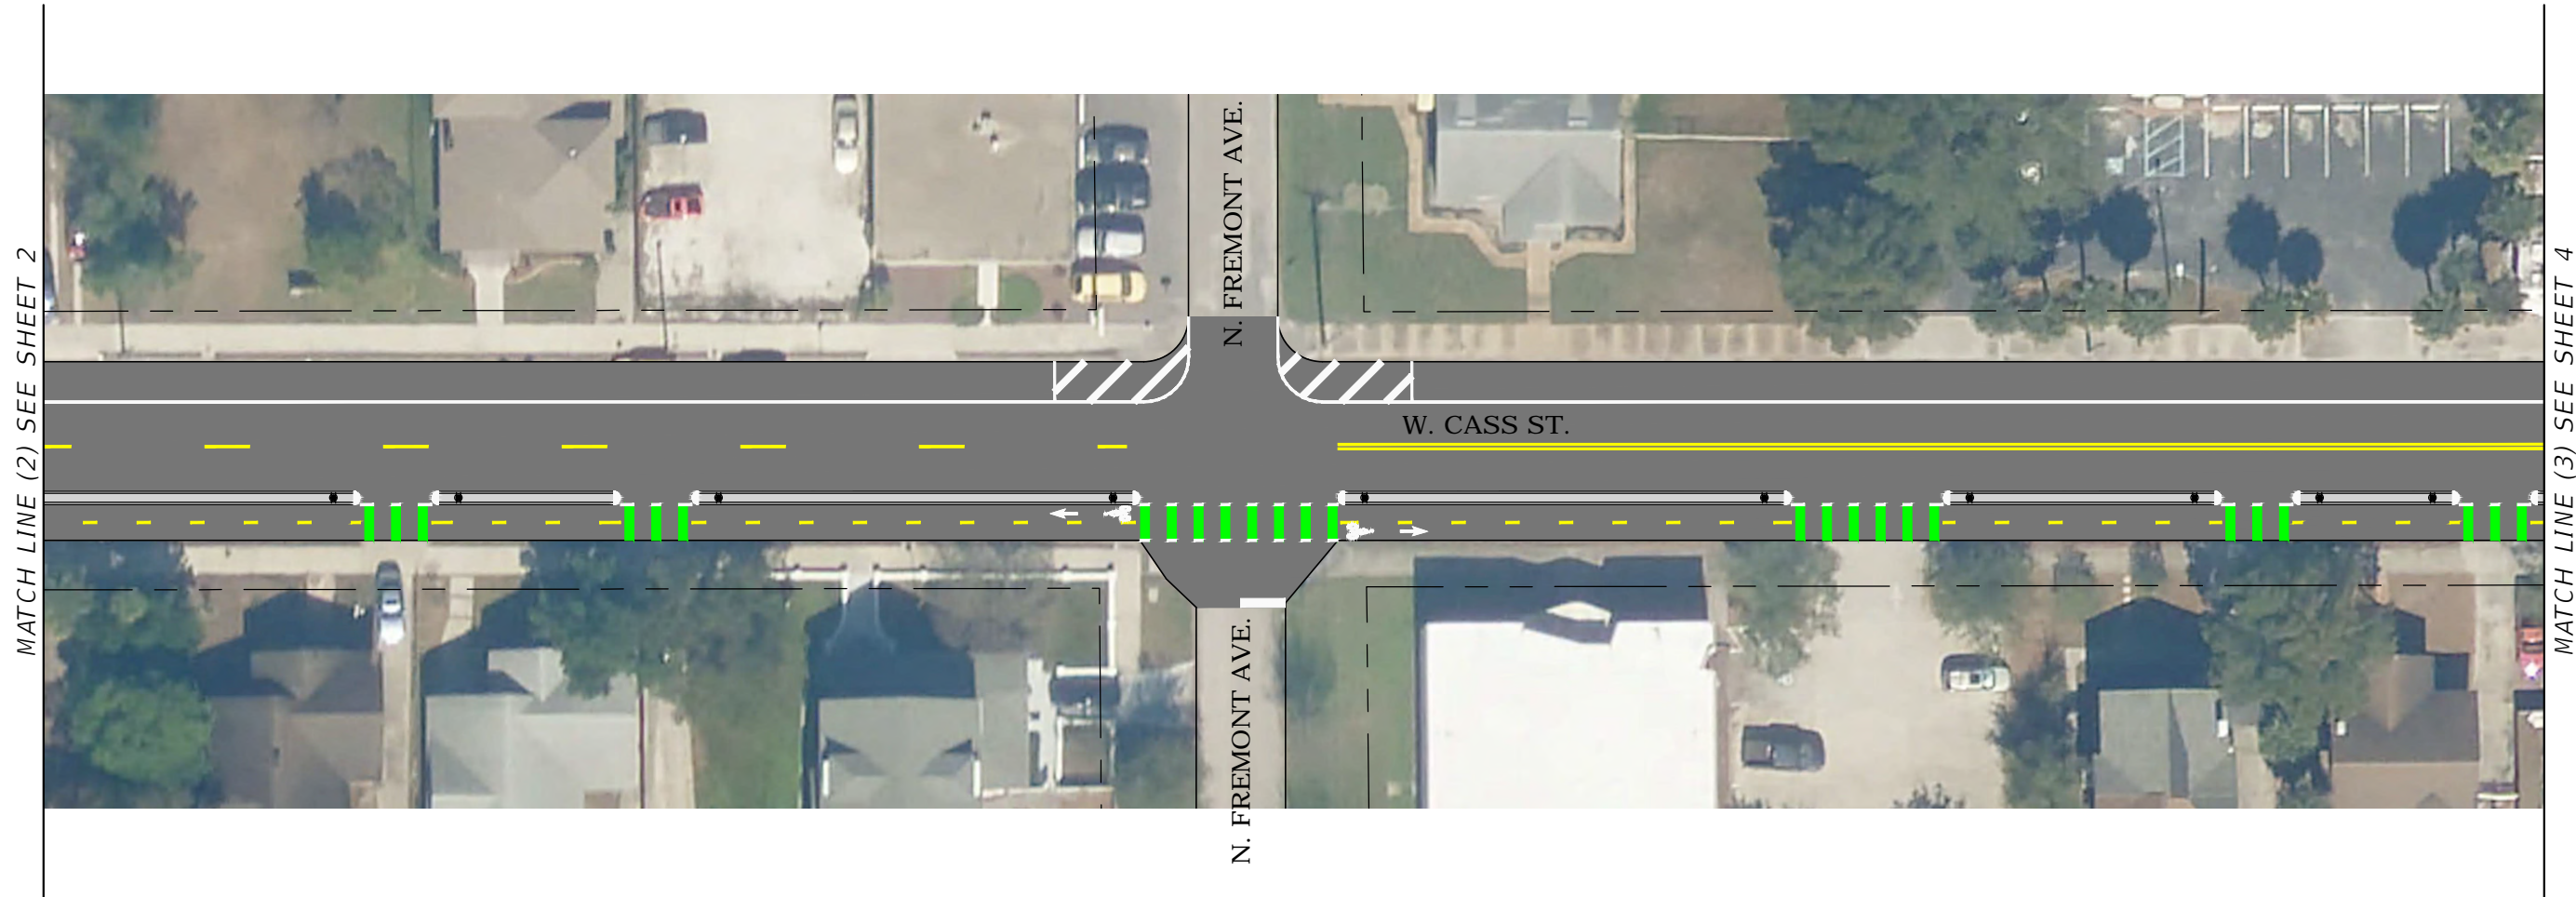 MATCH LINE (2) SEE SHEET 2
N. FREMONT AVE.
W. CASS ST.
N. FREMONT AVE.
MATCH LINE (3) SEE SHEET 4